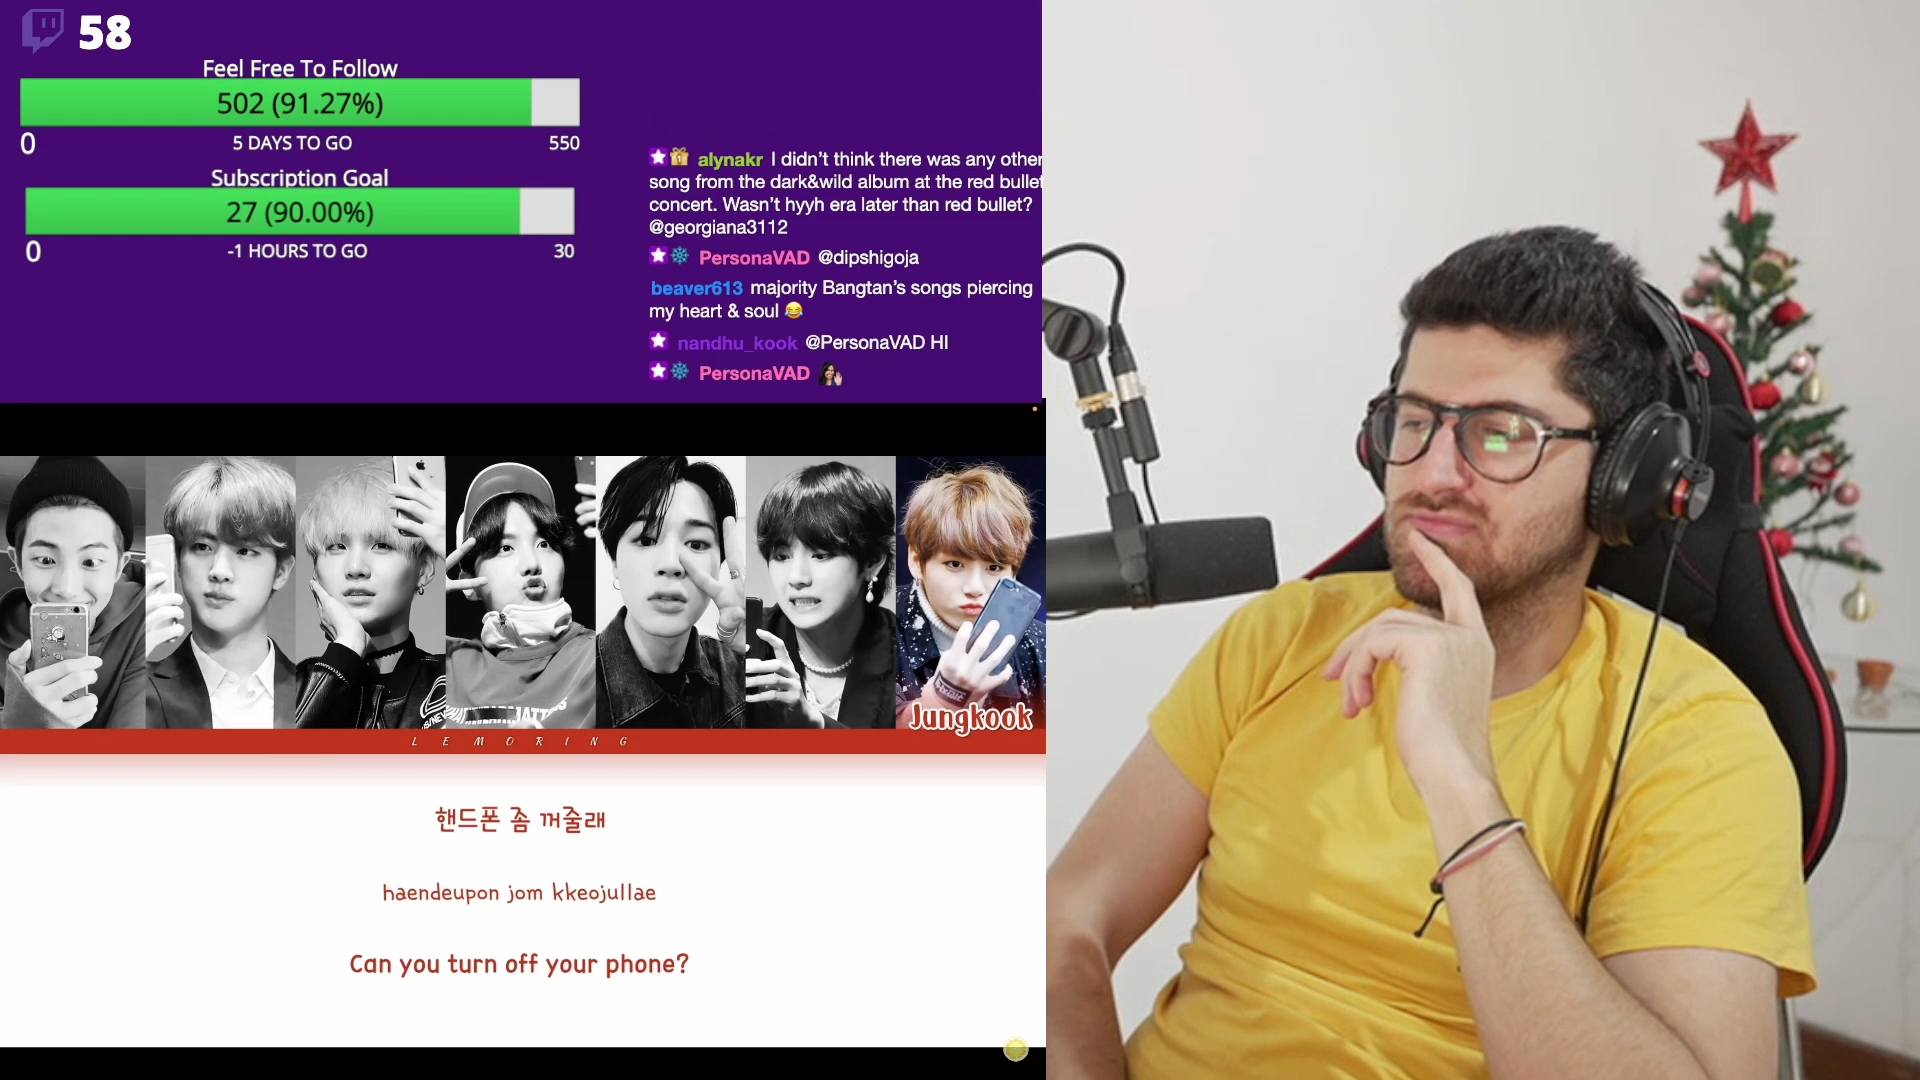 58
Feel Free To Follow
502 (91.27%)
0 5 DAYS TO GO 550
Subscription Goal
27 (90.00%)
0 -1 HOURS TO GO 30
alynakr I didn’t think there was any other
song from the dark&wild album at the red bullet
concert. Wasn’t hyyh era later than red bullet?
@georgiana3112
PersonaVAD @dipshigoja
beaver613 majority Bangtan’s songs piercing
my heart & soul 😂
nandhu_kook @PersonaVAD HI
PersonaVAD
Jungkook
LEMORING
핸드폰 좀 꺼줄래
haendeupon jom kkeojullae
Can you turn off your phone?